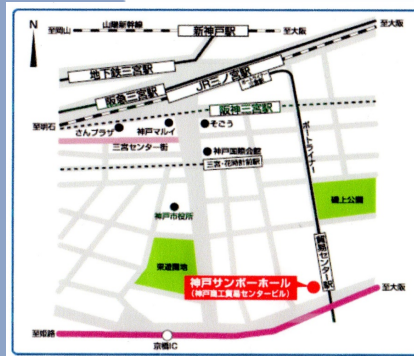 N
至岡山
山陽新幹線
新神戸駅
至大阪
至大阪
地下鉄三宮駅
JR三ノ宮駅
阪急三宮駅
阪神三宮駅
至明石
さんプラザ
神戸マルイ
そごう
三宮センター街
神戸国際会館
三宮・花時計前駅
ポートライナー
磯上公園
神戸市役所
東遊園地
貿易センター駅
神戸サンボーホール
(神戸商工貿易センタービル)
至大阪
至姫路
京橋IC